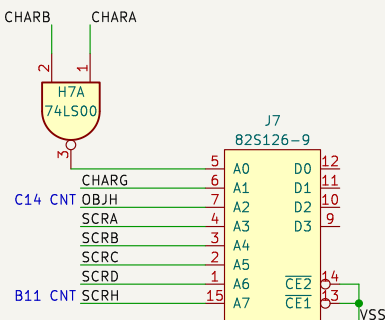 CHARB CHARA
2 1
H7A
74LS00
3
J7
82S126-9
5 A0 D0 12
CHARG 6 A1 D1 11
C14 CNT OBJH 7 A2 D2 10
SCRA 4 A3 D3 9
SCRB 3 A4
SCRC 2 A5
SCRD 1 A6 CE2 14
B11 CNT SCRH 15 A7 CE1 13
VSS